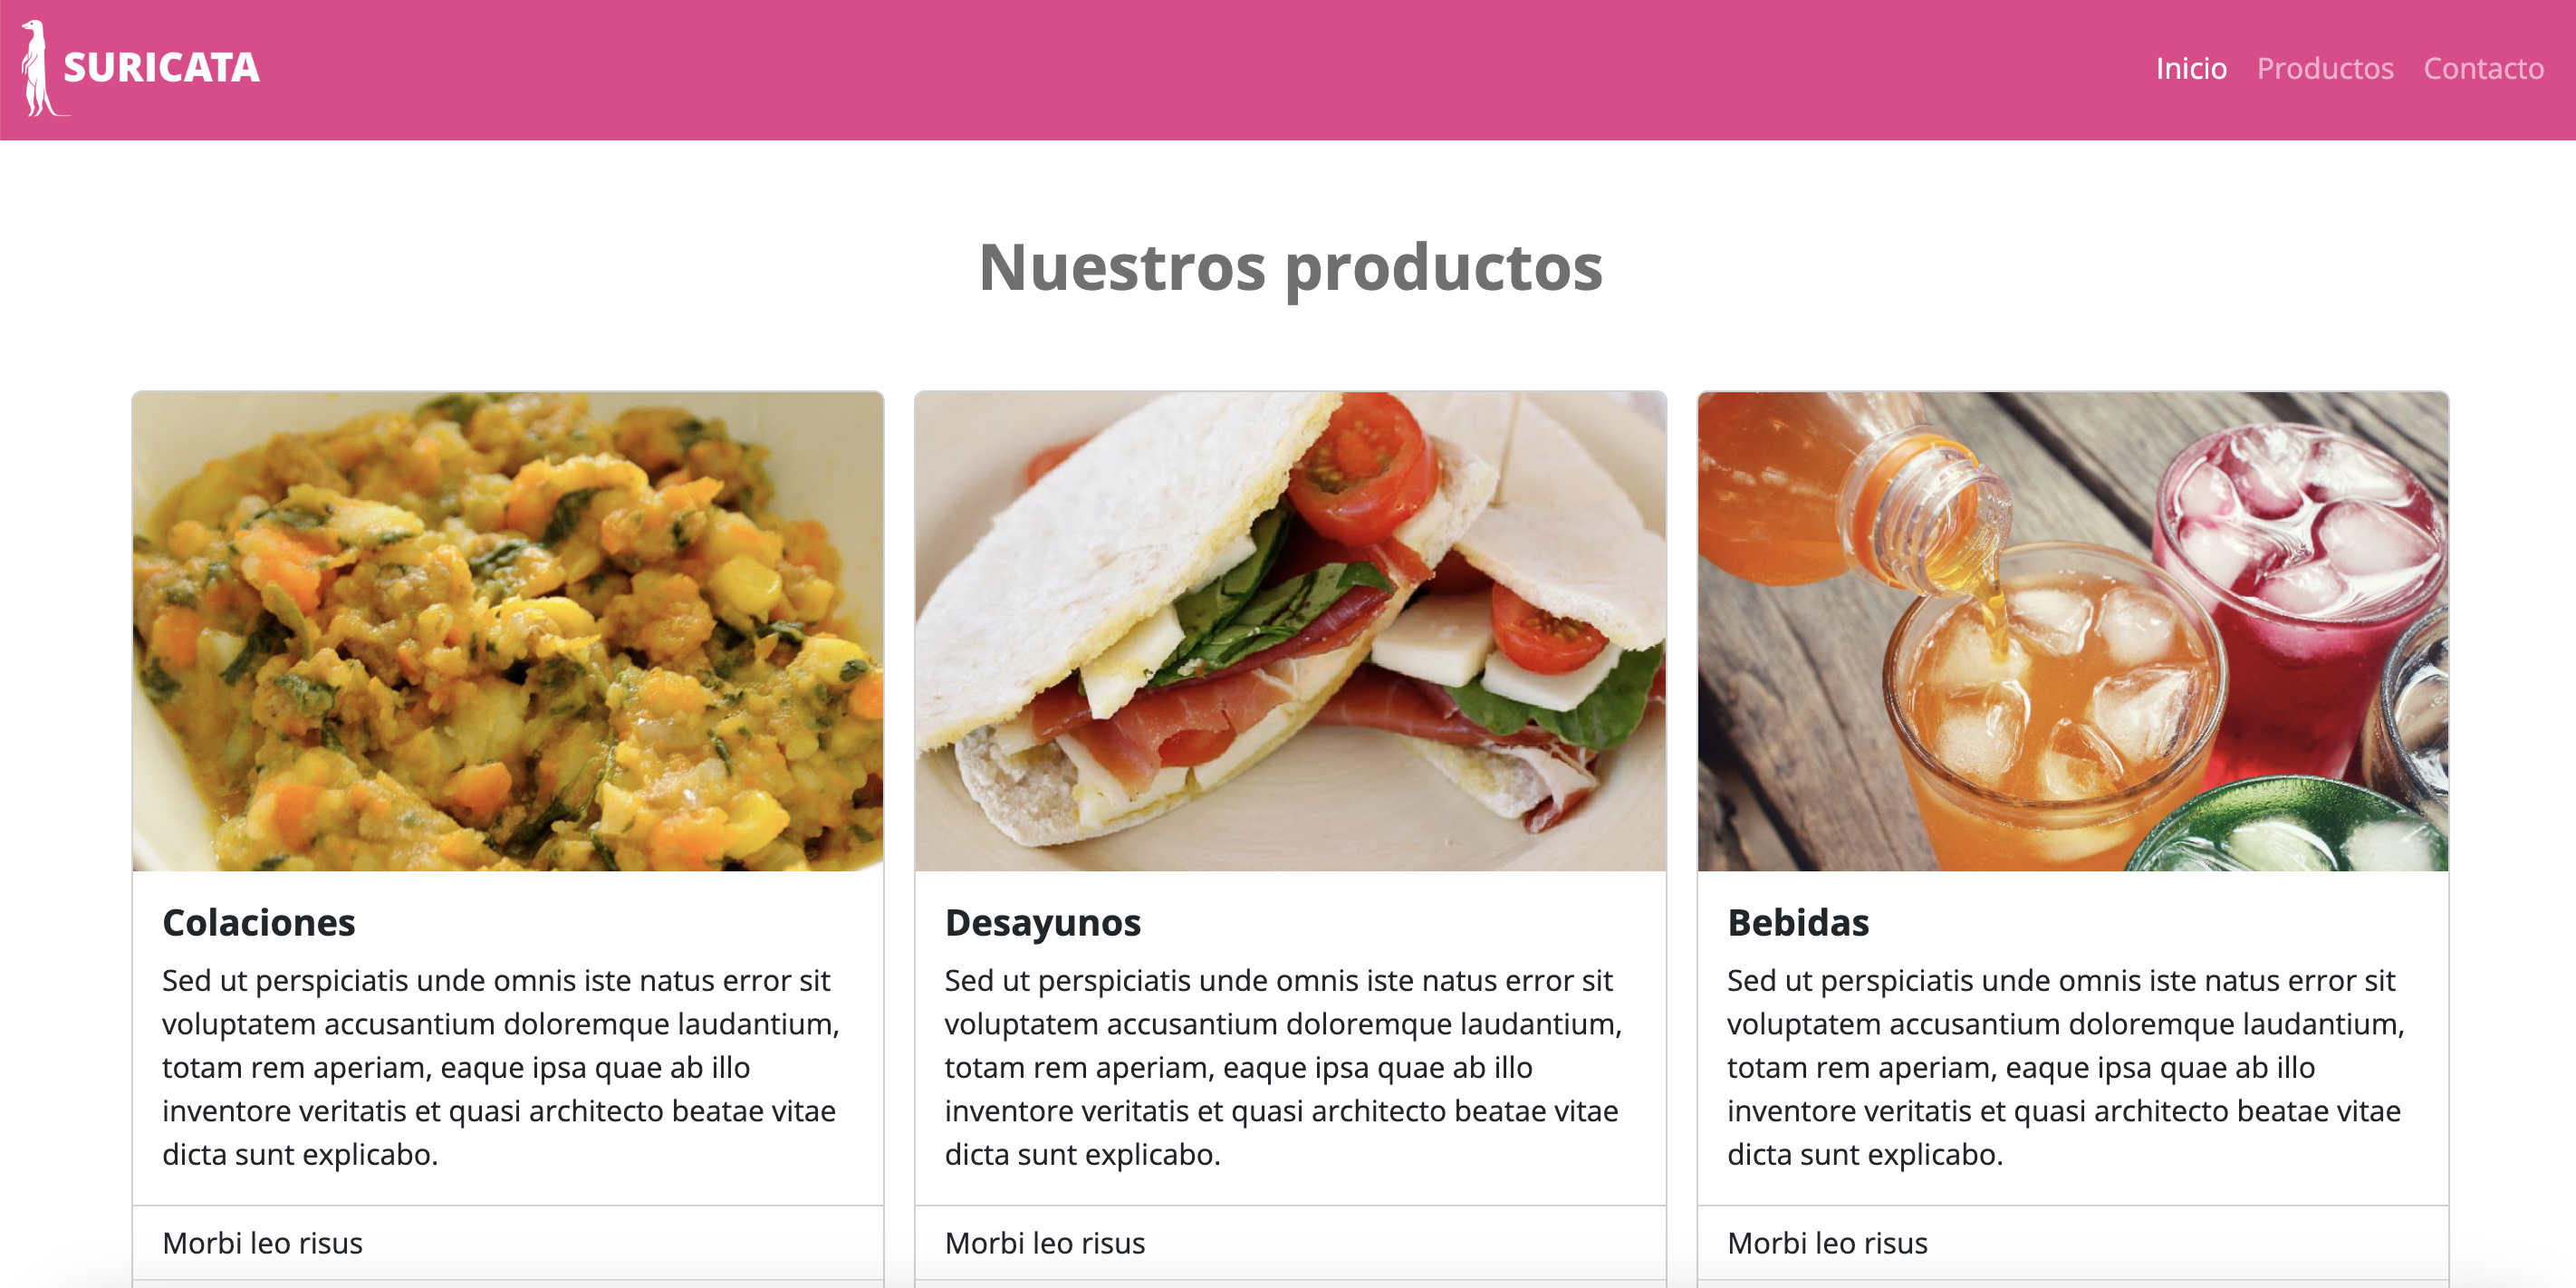 SURICATA
Inicio Productos Contacto
Nuestros productos
Colaciones
Sed ut perspiciatis unde omnis iste natus error sit
voluptatem accusantium doloremque laudantium,
totam rem aperiam, eaque ipsa quae ab illo
inventore veritatis et quasi architecto beatae vitae
dicta sunt explicabo.
Morbi leo risus
Desayunos
Sed ut perspiciatis unde omnis iste natus error sit
voluptatem accusantium doloremque laudantium,
totam rem aperiam, eaque ipsa quae ab illo
inventore veritatis et quasi architecto beatae vitae
dicta sunt explicabo.
Morbi leo risus
Bebidas
Sed ut perspiciatis unde omnis iste natus error sit
voluptatem accusantium doloremque laudantium,
totam rem aperiam, eaque ipsa quae ab illo
inventore veritatis et quasi architecto beatae vitae
dicta sunt explicabo.
Morbi leo risus